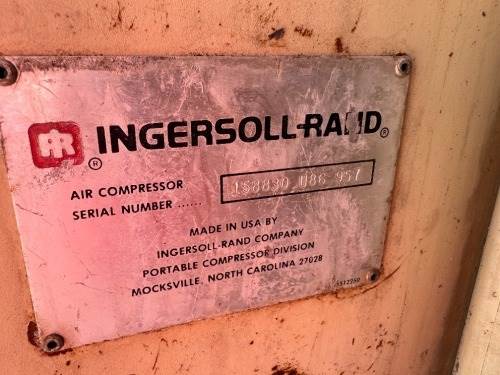 IR ® INGERSOLL-RAND®
AIR COMPRESSOR
SERIAL NUMBER ...... 158830 U86 957
MADE IN USA BY
INGERSOLL-RAND COMPANY
PORTABLE COMPRESSOR DIVISION
MOCKSVILLE, NORTH CAROLINA 27028